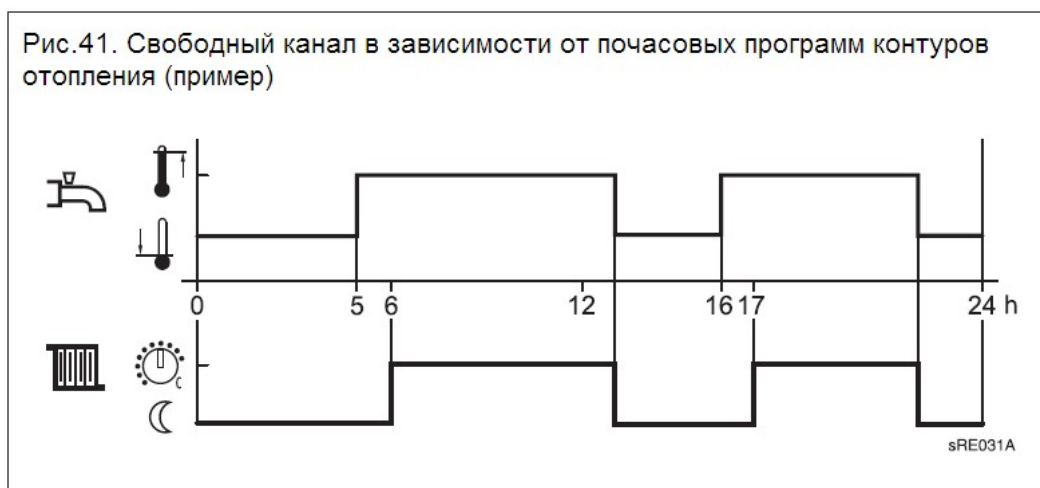 Рис.41. Свободный канал в зависимости от почасовых программ контуров
отопления (пример)
0 5 6 12 16 17 24 h
C
sRE031A